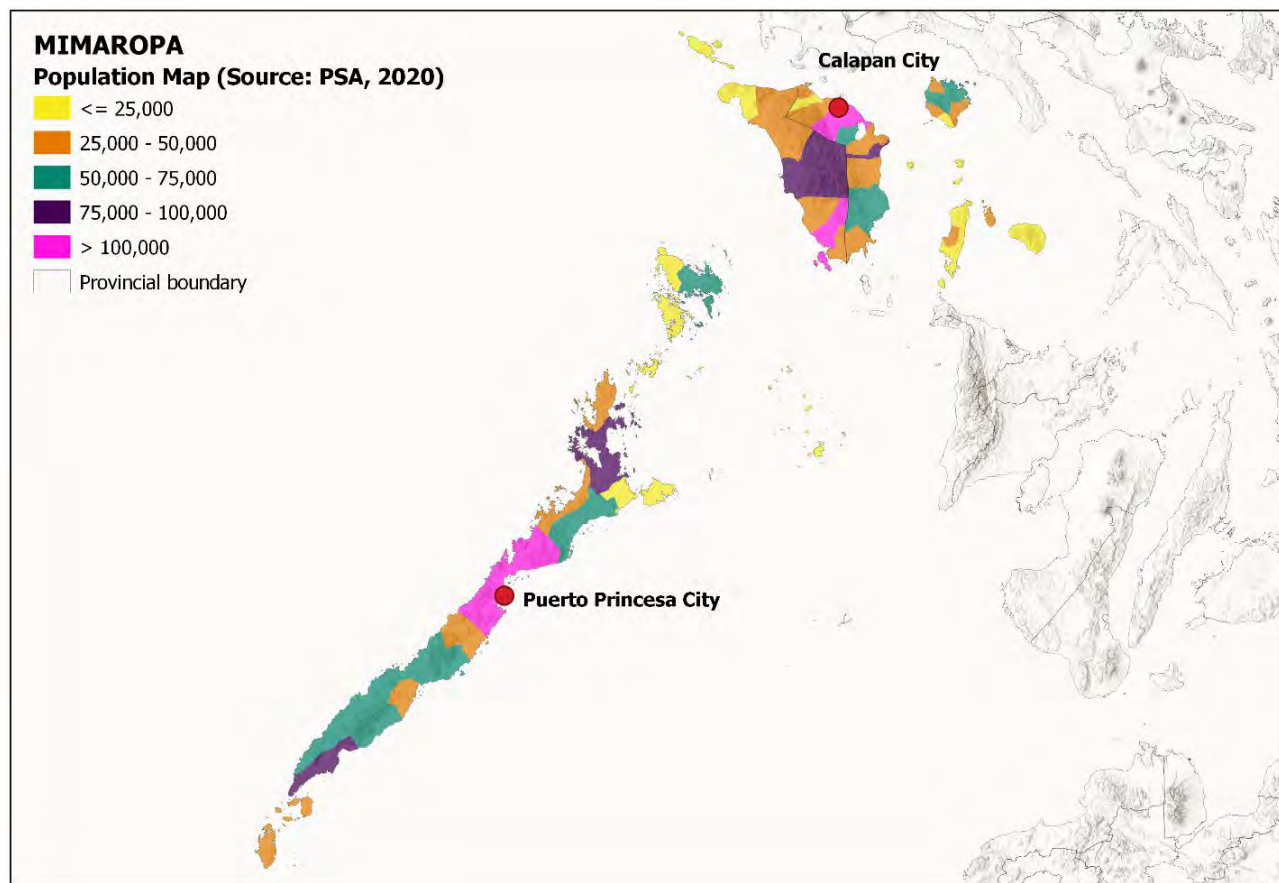 MIMAROPA
Population Map (Source: PSA, 2020)
<= 25,000
25,000 - 50,000
50,000 - 75,000
75,000 - 100,000
> 100,000
Provincial boundary
Calapan City
Puerto Princesa City